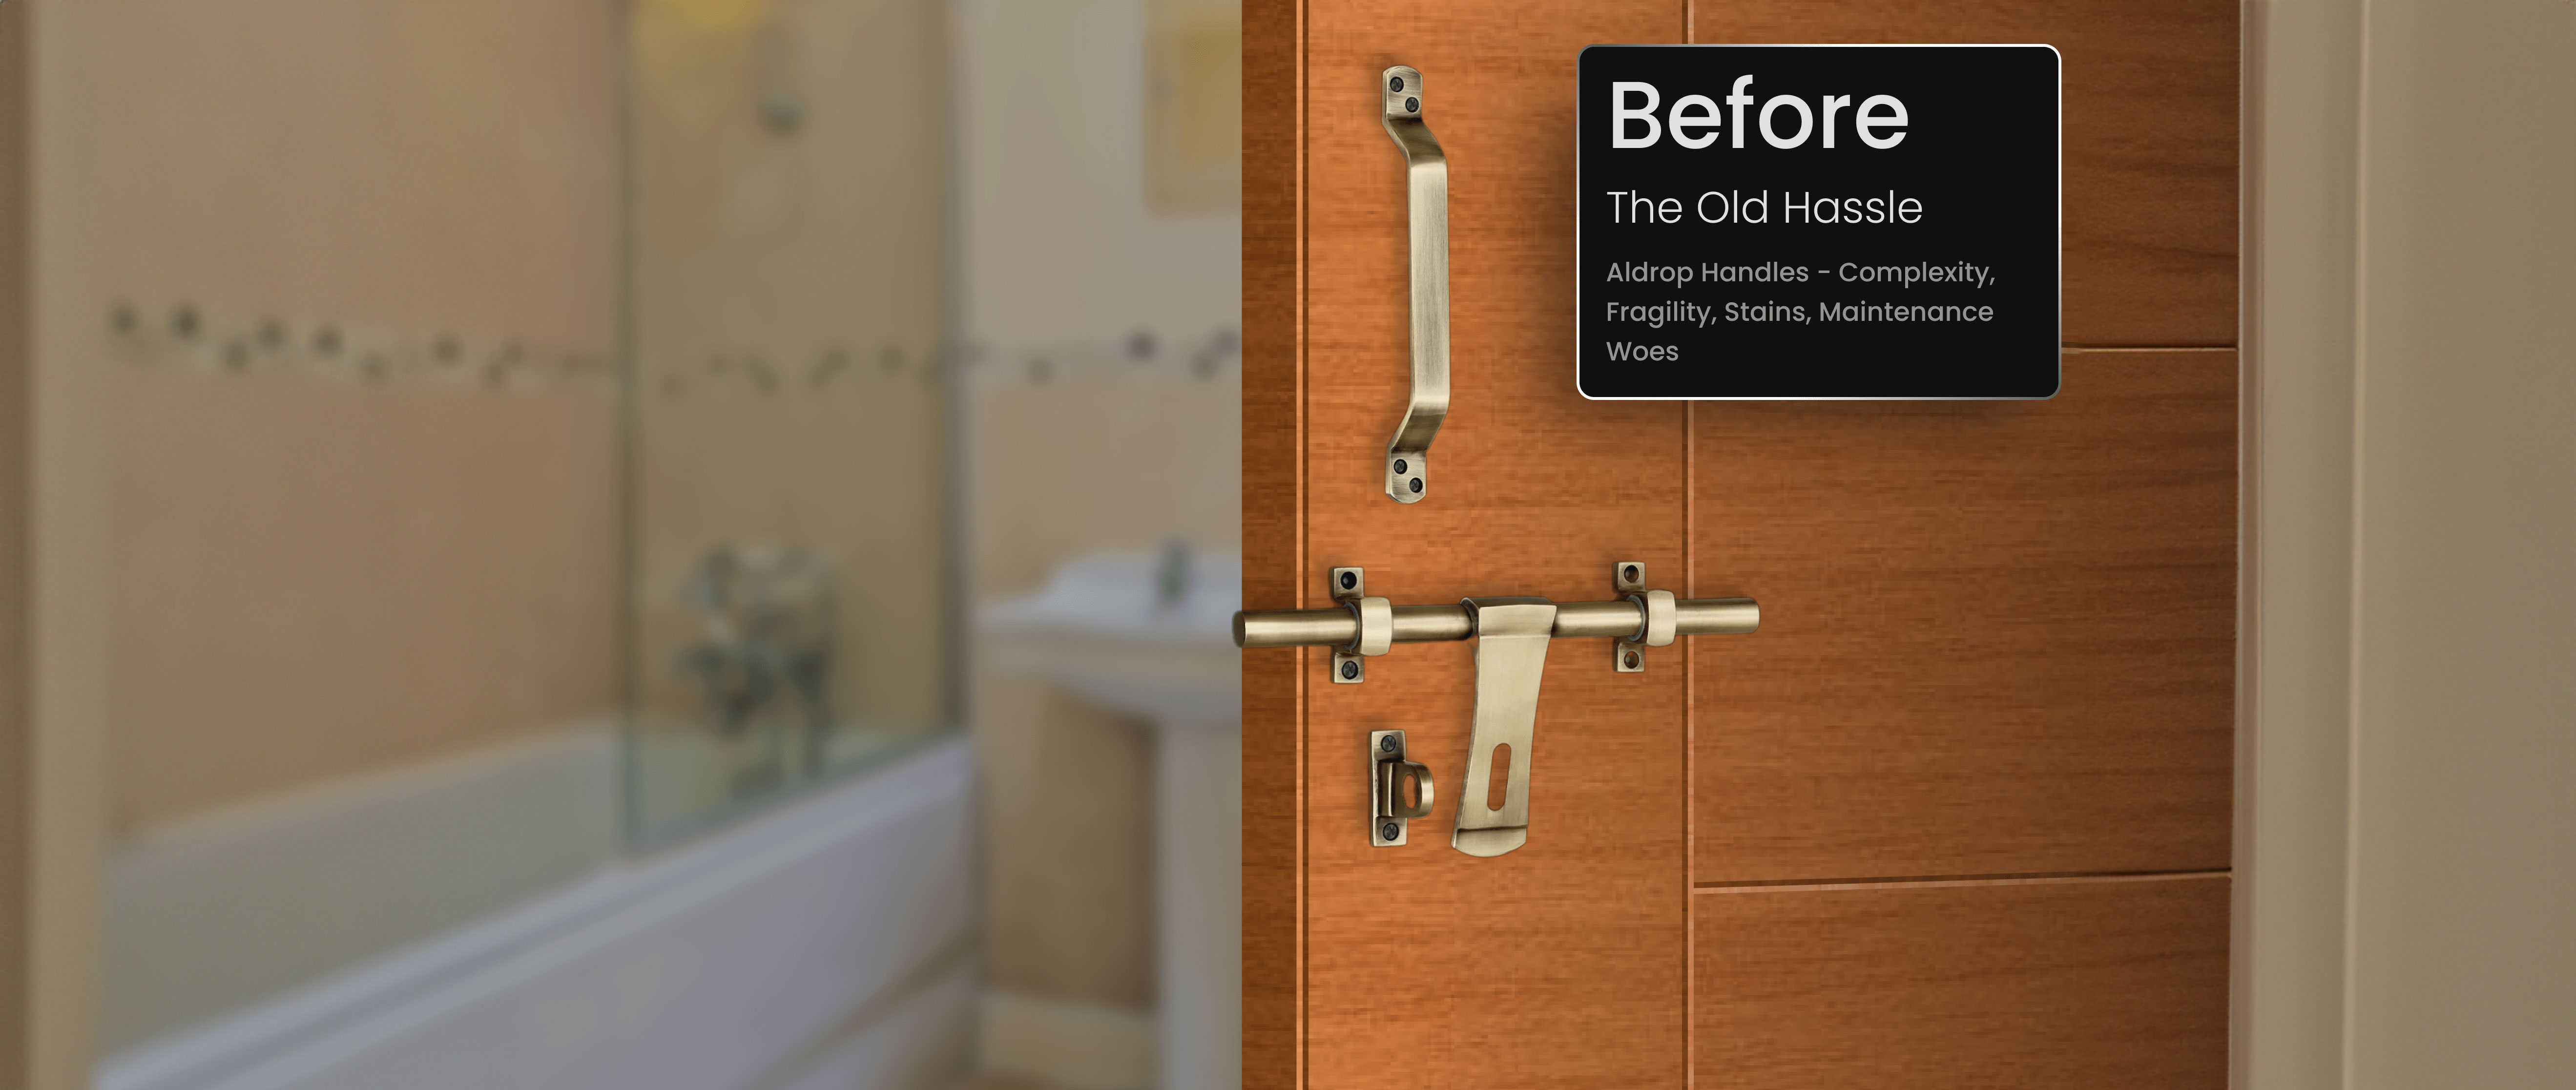 Before
The Old Hassle
Aldrop Handles - Complexity,
Fragility, Stains, Maintenance
Woes